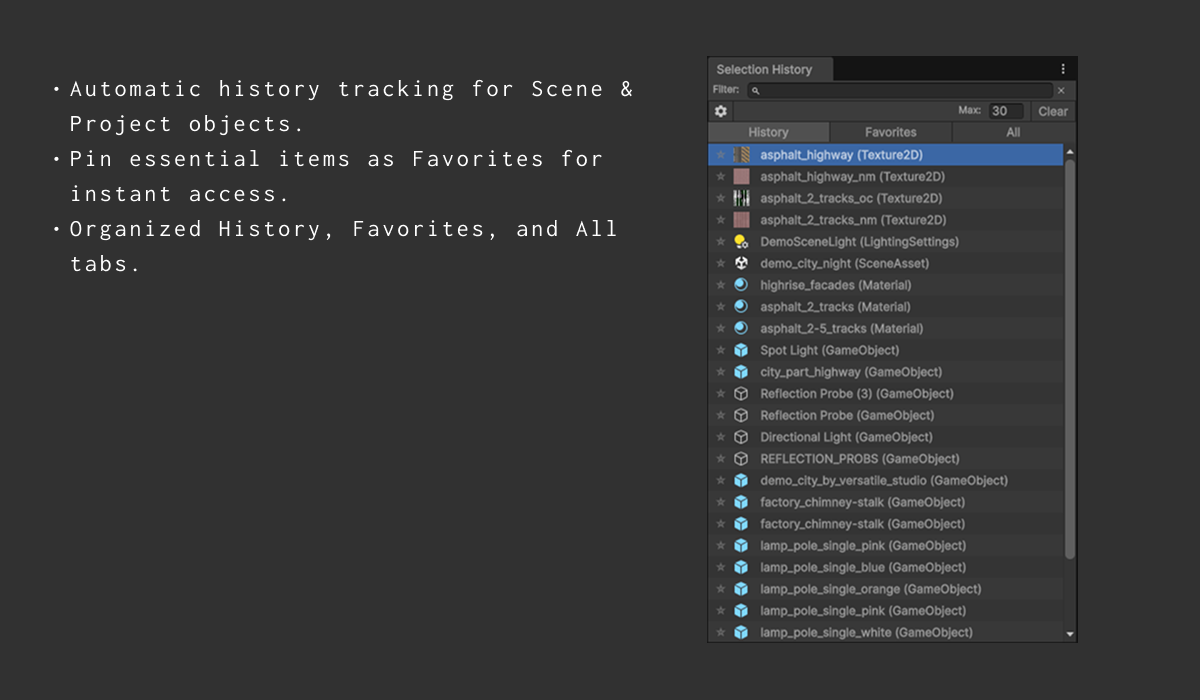 • Automatic history tracking for Scene &
Project objects.
• Pin essential items as Favorites for
instant access.
• Organized History, Favorites, and All
tabs.
Selection History
Filter:
Max: 30 Clear
History Favorites All
asphalt_highway (Texture2D)
asphalt_highway_nm (Texture2D)
asphalt_2_tracks_oc (Texture2D)
asphalt_2_tracks_nm (Texture2D)
DemoSceneLight (LightingSettings)
demo_city_night (SceneAsset)
highrise_facades (Material)
asphalt_2_tracks (Material)
asphalt_2-5_tracks (Material)
Spot Light (GameObject)
city_part_highway (GameObject)
Reflection Probe (3) (GameObject)
Reflection Probe (GameObject)
Directional Light (GameObject)
REFLECTION_PROBS (GameObject)
demo_city_by_versatile_studio (GameObject)
factory_chimney-stalk (GameObject)
factory_chimney-stalk (GameObject)
lamp_pole_single_pink (GameObject)
lamp_pole_single_blue (GameObject)
lamp_pole_single_orange (GameObject)
lamp_pole_single_pink (GameObject)
lamp_pole_single_white (GameObject)